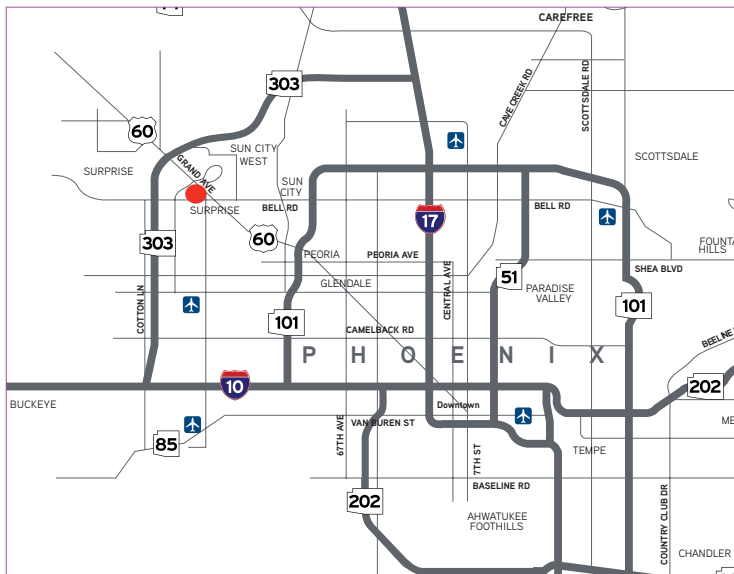 CAREFREE
303
CAVE CREEK RD
SCOTTSDALE RD
60
SUN CITY
WEST
SURPRISE
GRAND AVE
SCOTTSDALE
SUN
CITY
SURPRISE
BELL RD
BELL RD
17
303
60
PEORIA
PEORIA AVE
SHEA BLVD
GLENDALE
CENTRAL AVE
51
PARADISE
VALLEY
HILLS
COTTON LN
101
101
CAMELBACK RD
PHOENIX
10
202
BUCKEYE
Downtown
67TH AVE
VAN BUREN ST
85
7TH ST
TEMPE
BASELINE RD
202
AHWATUKEE
FOOTHILLS
COUNTRY CLUB DR
CHANDLER